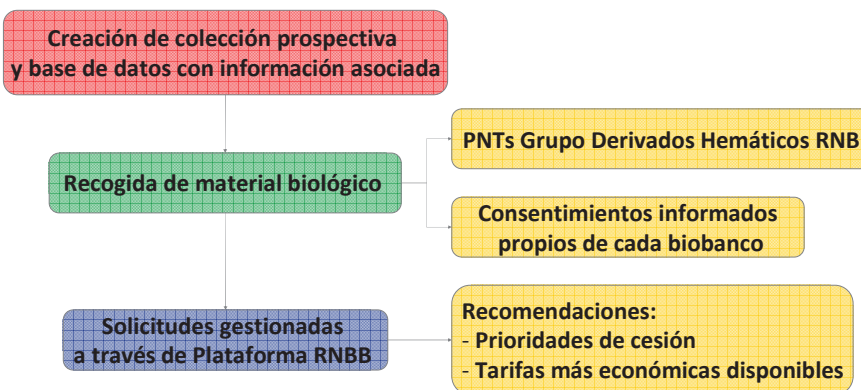 Creación de colección prospectiva
y base de datos con información asociada
PNTs Grupo Derivados Hemáticos RNB
Recogida de material biológico
Consentimientos informados
propios de cada biobanco
Solicitudes gestionadas
a través de Plataforma RNBB
Recomendaciones:
- Prioridades de cesión
- Tarifas más económicas disponibles